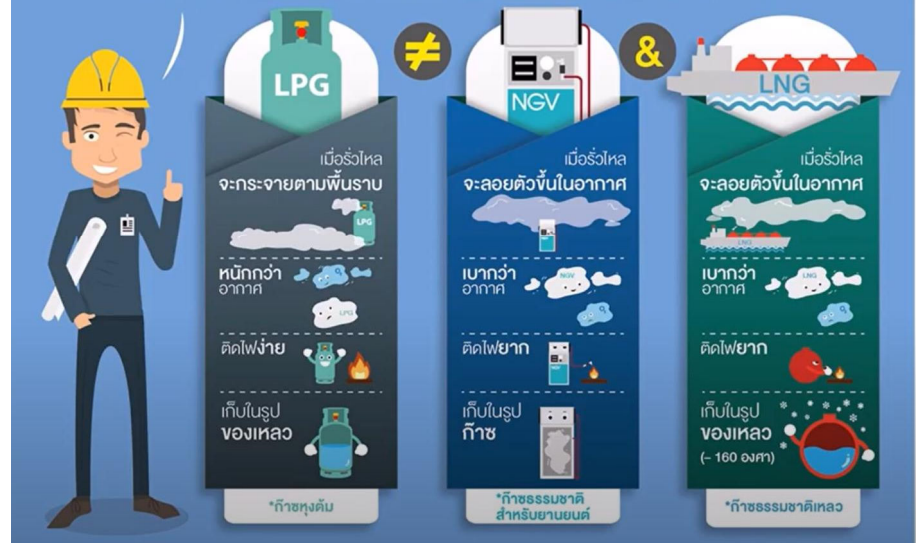 LPG
≠
NGV
&
LNG
เมื่อรั่วไหล
จะกระจายตามพื้นราบ
LPG
หนักกว่า
อากาศ
LPG
ติดไฟง่าย
เก็บในรูป
ของเหลว
*ก๊าซหุงต้ม
เมื่อรั่วไหล
จะลอยตัวขึ้นในอากาศ
เบากว่า
อากาศ
NGV
ติดไฟยาก
NGV
เก็บในรูป
ก๊าซ
*ก๊าซธรรมชาติ
สำหรับยานยนต์
เมื่อรั่วไหล
จะลอยตัวขึ้นในอากาศ
LNG
เบากว่า
อากาศ
LNG
ติดไฟยาก
เก็บในรูป
ของเหลว
(- 160 องศา)
*ก๊าซธรรมชาติเหลว